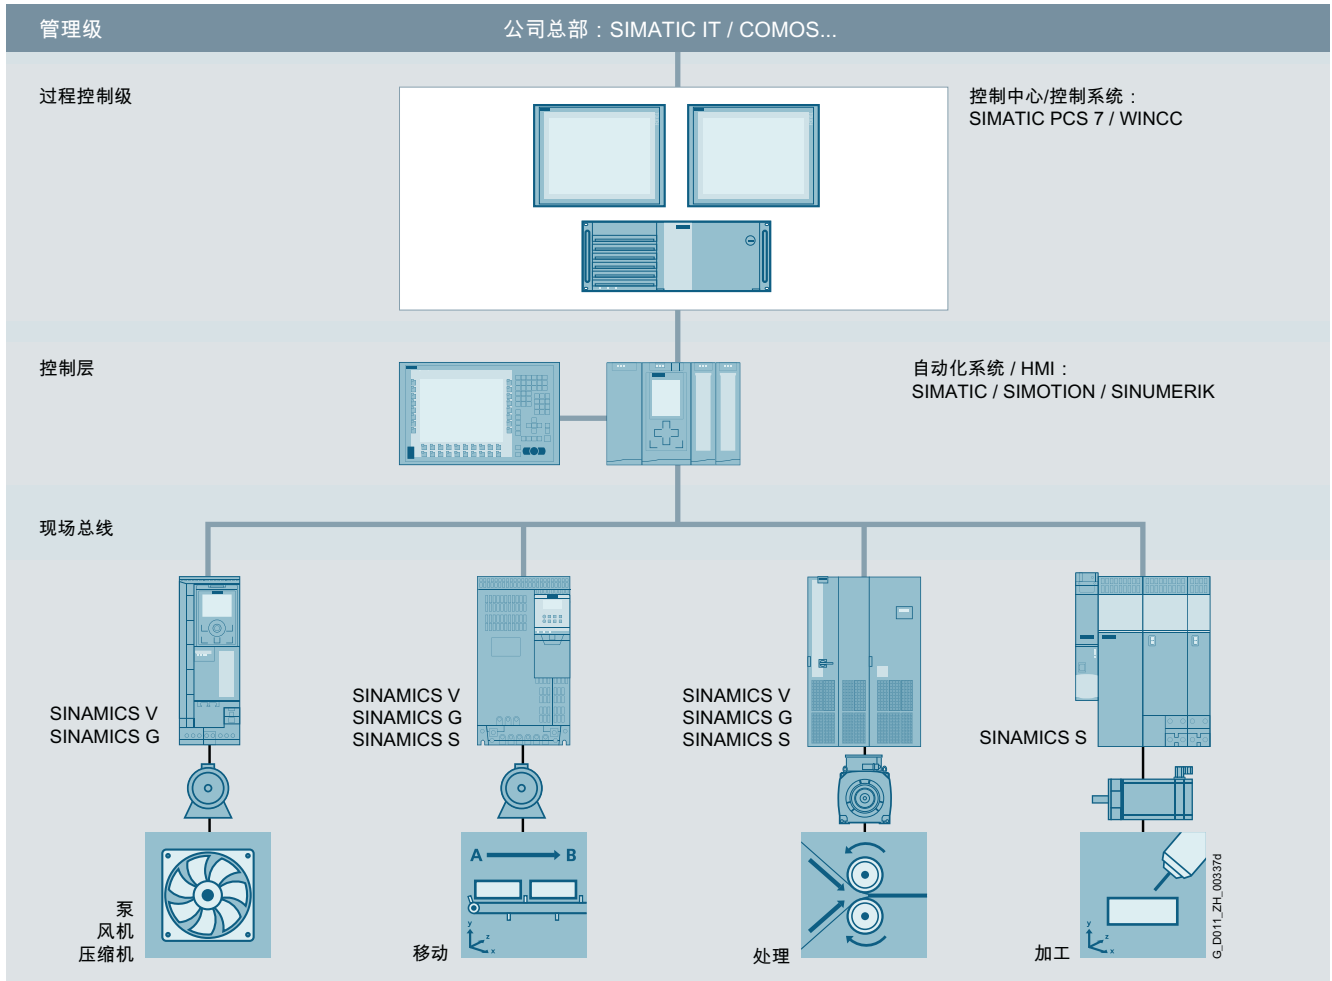 管理级
公司总部：SIMATIC IT / COMOS...
过程控制级
控制中心/控制系统：
SIMATIC PCS 7 / WINCC
控制层
自动化系统 / HMI：
SIMATIC / SIMOTION / SINUMERIK
现场总线
SINAMICS V
SINAMICS G
SINAMICS V
SINAMICS G
SINAMICS S
SINAMICS V
SINAMICS G
SINAMICS S
SINAMICS S
泵
风机
压缩机
A B
y
z
x
移动
处理
y
z
x
加工
G_D011_ZH_00337d